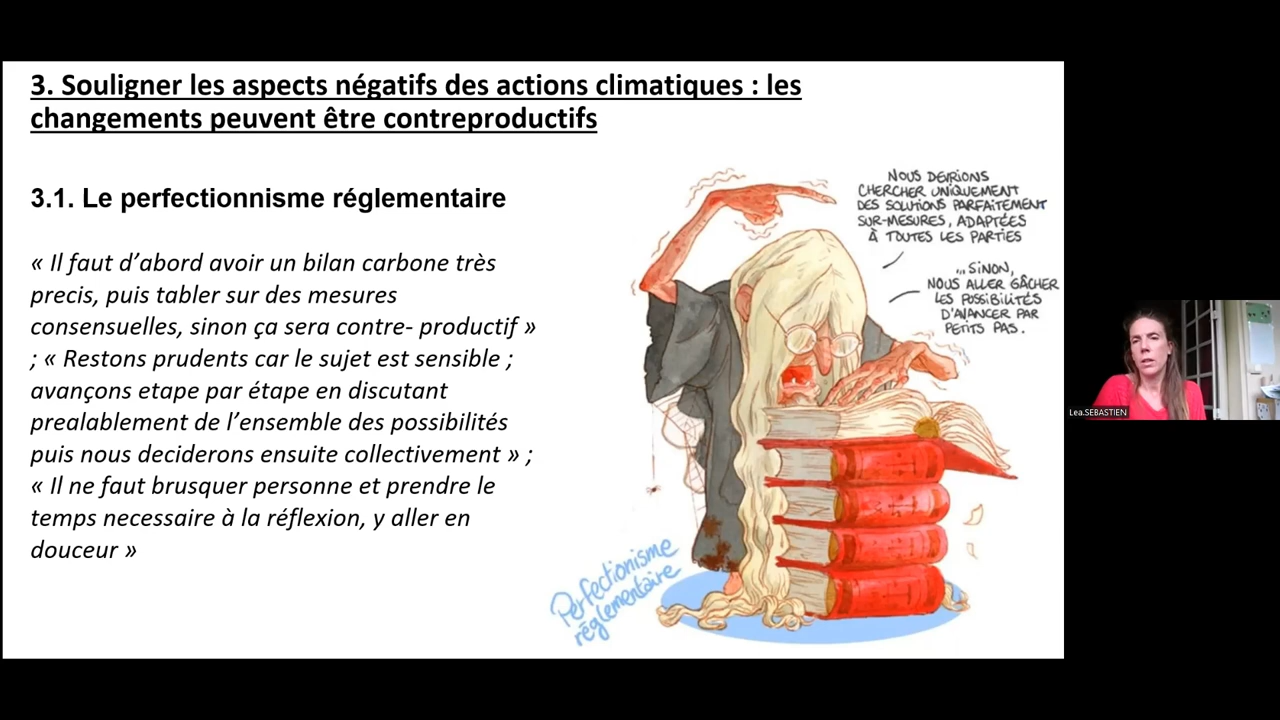 3. Souligner les aspects négatifs des actions climatiques : les
changements peuvent être contreproductifs
3.1. Le perfectionnisme réglementaire
« Il faut d’abord avoir un bilan carbone très
precis, puis tabler sur des mesures
consensuelles, sinon ça sera contre- productif »
; « Restons prudents car le sujet est sensible ;
avançons etape par étape en discutant
prealablement de l’ensemble des possibilités
puis nous deciderons ensuite collectivement » ;
« Il ne faut brusquer personne et prendre le
temps necessaire à la réflexion, y aller en
douceur »
NOUS DEVRIONS
CHERCHER UNIQUEMENT
DES SOLUTIONS PARFAITEMENT
SUR-MESURES, ADAPTÉES
À TOUTES LES PARTIES
...SINON,
NOUS ALLER GÂCHER
LES POSSIBILITÉS
D'AVANCER PAR
PETITS PAS.
Perfectionisme
réglementaire
Lea.SEBASTIEN